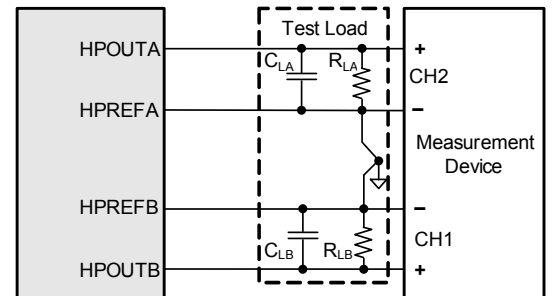 Test Load
HPOUTA
C_LA
R_LA
+
CH2
HPREFA
–
Measurement
Device
HPREFB
–
C_LB
R_LB
CH1
HPOUTB
+